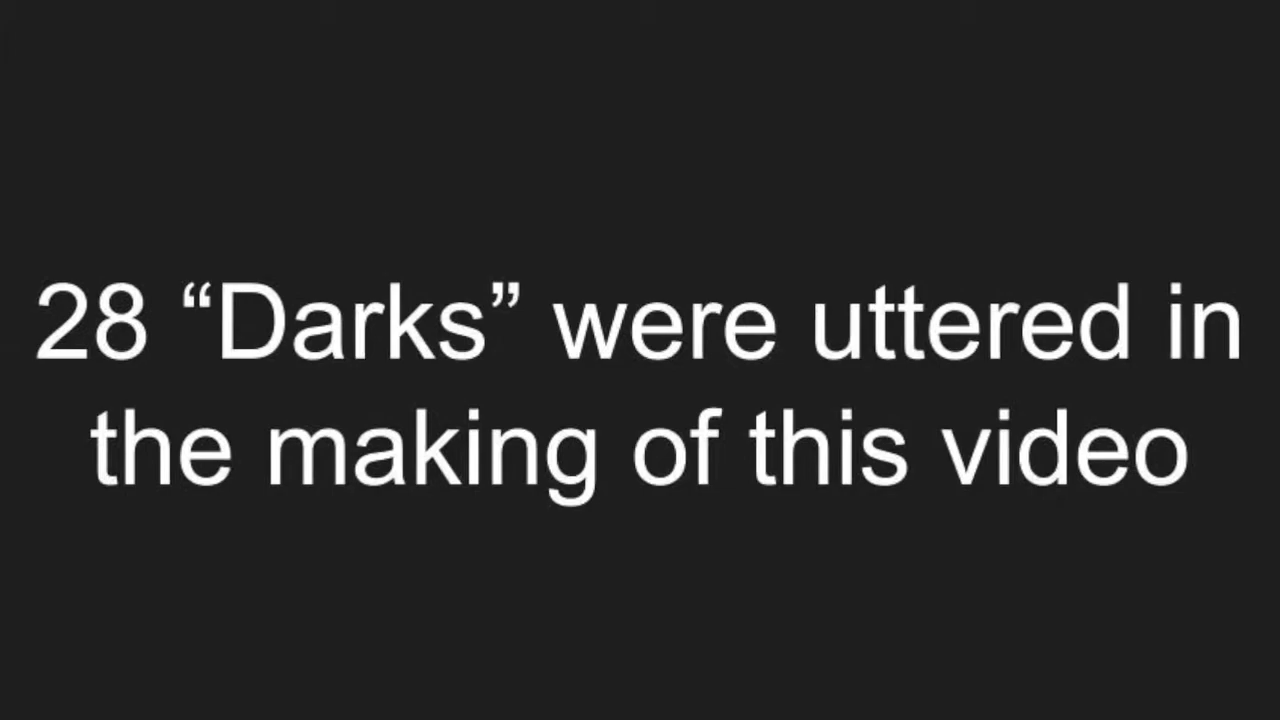 28 “Darks” were uttered in
the making of this video